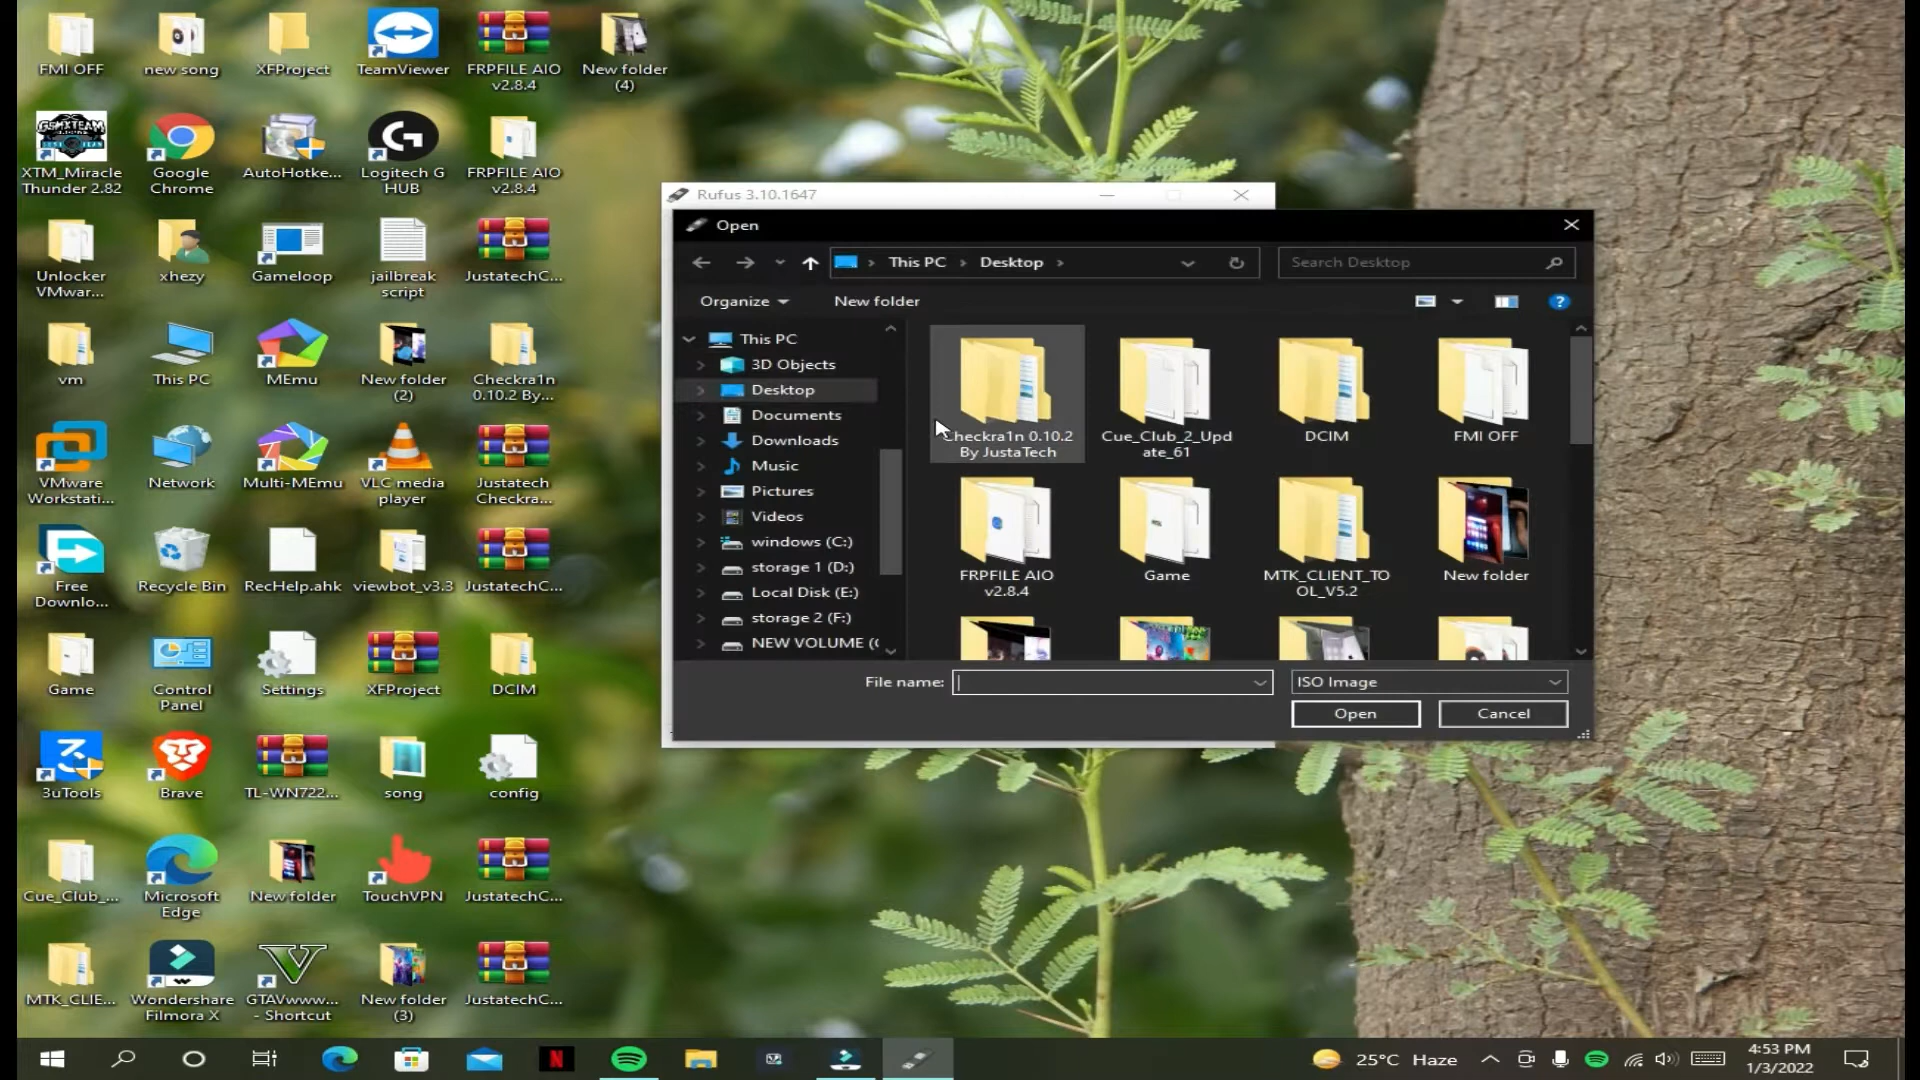 FMI OFF
new song
XFProject
TeamViewer
FRPFILE AIO
v2.8.4
New folder
(4)
XTM_Miracle
Thunder 2.82
Google
Chrome
AutoHotke...
Logitech G
HUB
FRPFILE AIO
v2.8.4
Unlocker
VMwar...
xhezy
Gameloop
jailbreak
script
JustatechC...
vm
This PC
MEmu
New folder
(2)
Checkra1n
0.10.2 By...
VMware
Workstati...
Network
Multi-MEmu
VLC media
player
Justatech
Checkra...
Free
Downlo...
Recycle Bin
RecHelp.ahk
viewbot_v3.3
JustatechC...
Game
Control
Panel
Settings
XFProject
DCIM
3uTools
Brave
TL-WN722...
song
config
Cue_Club_...
Microsoft
Edge
New folder
TouchVPN
JustatechC...
MTK_CLIE...
Wondershare
Filmora X
GTAVwww...
- Shortcut
New folder
(3)
JustatechC...
Rufus 3.10.1647
Open
This PC
Desktop
Search Desktop
Organize
New folder
This PC
3D Objects
Desktop
Documents
Downloads
Music
Pictures
Videos
windows (C:)
storage 1 (D:)
Local Disk (E:)
storage 2 (F:)
NEW VOLUME (
Checkra1n 0.10.2
By JustaTech
Cue_Club_2_Upd
ate_61
DCIM
FMI OFF
FRPFILE AIO
v2.8.4
Game
MTK_CLIENT_TO
OL_V5.2
New folder
File name:
ISO Image
Open
Cancel
25°C Haze
4:53 PM
1/3/2022